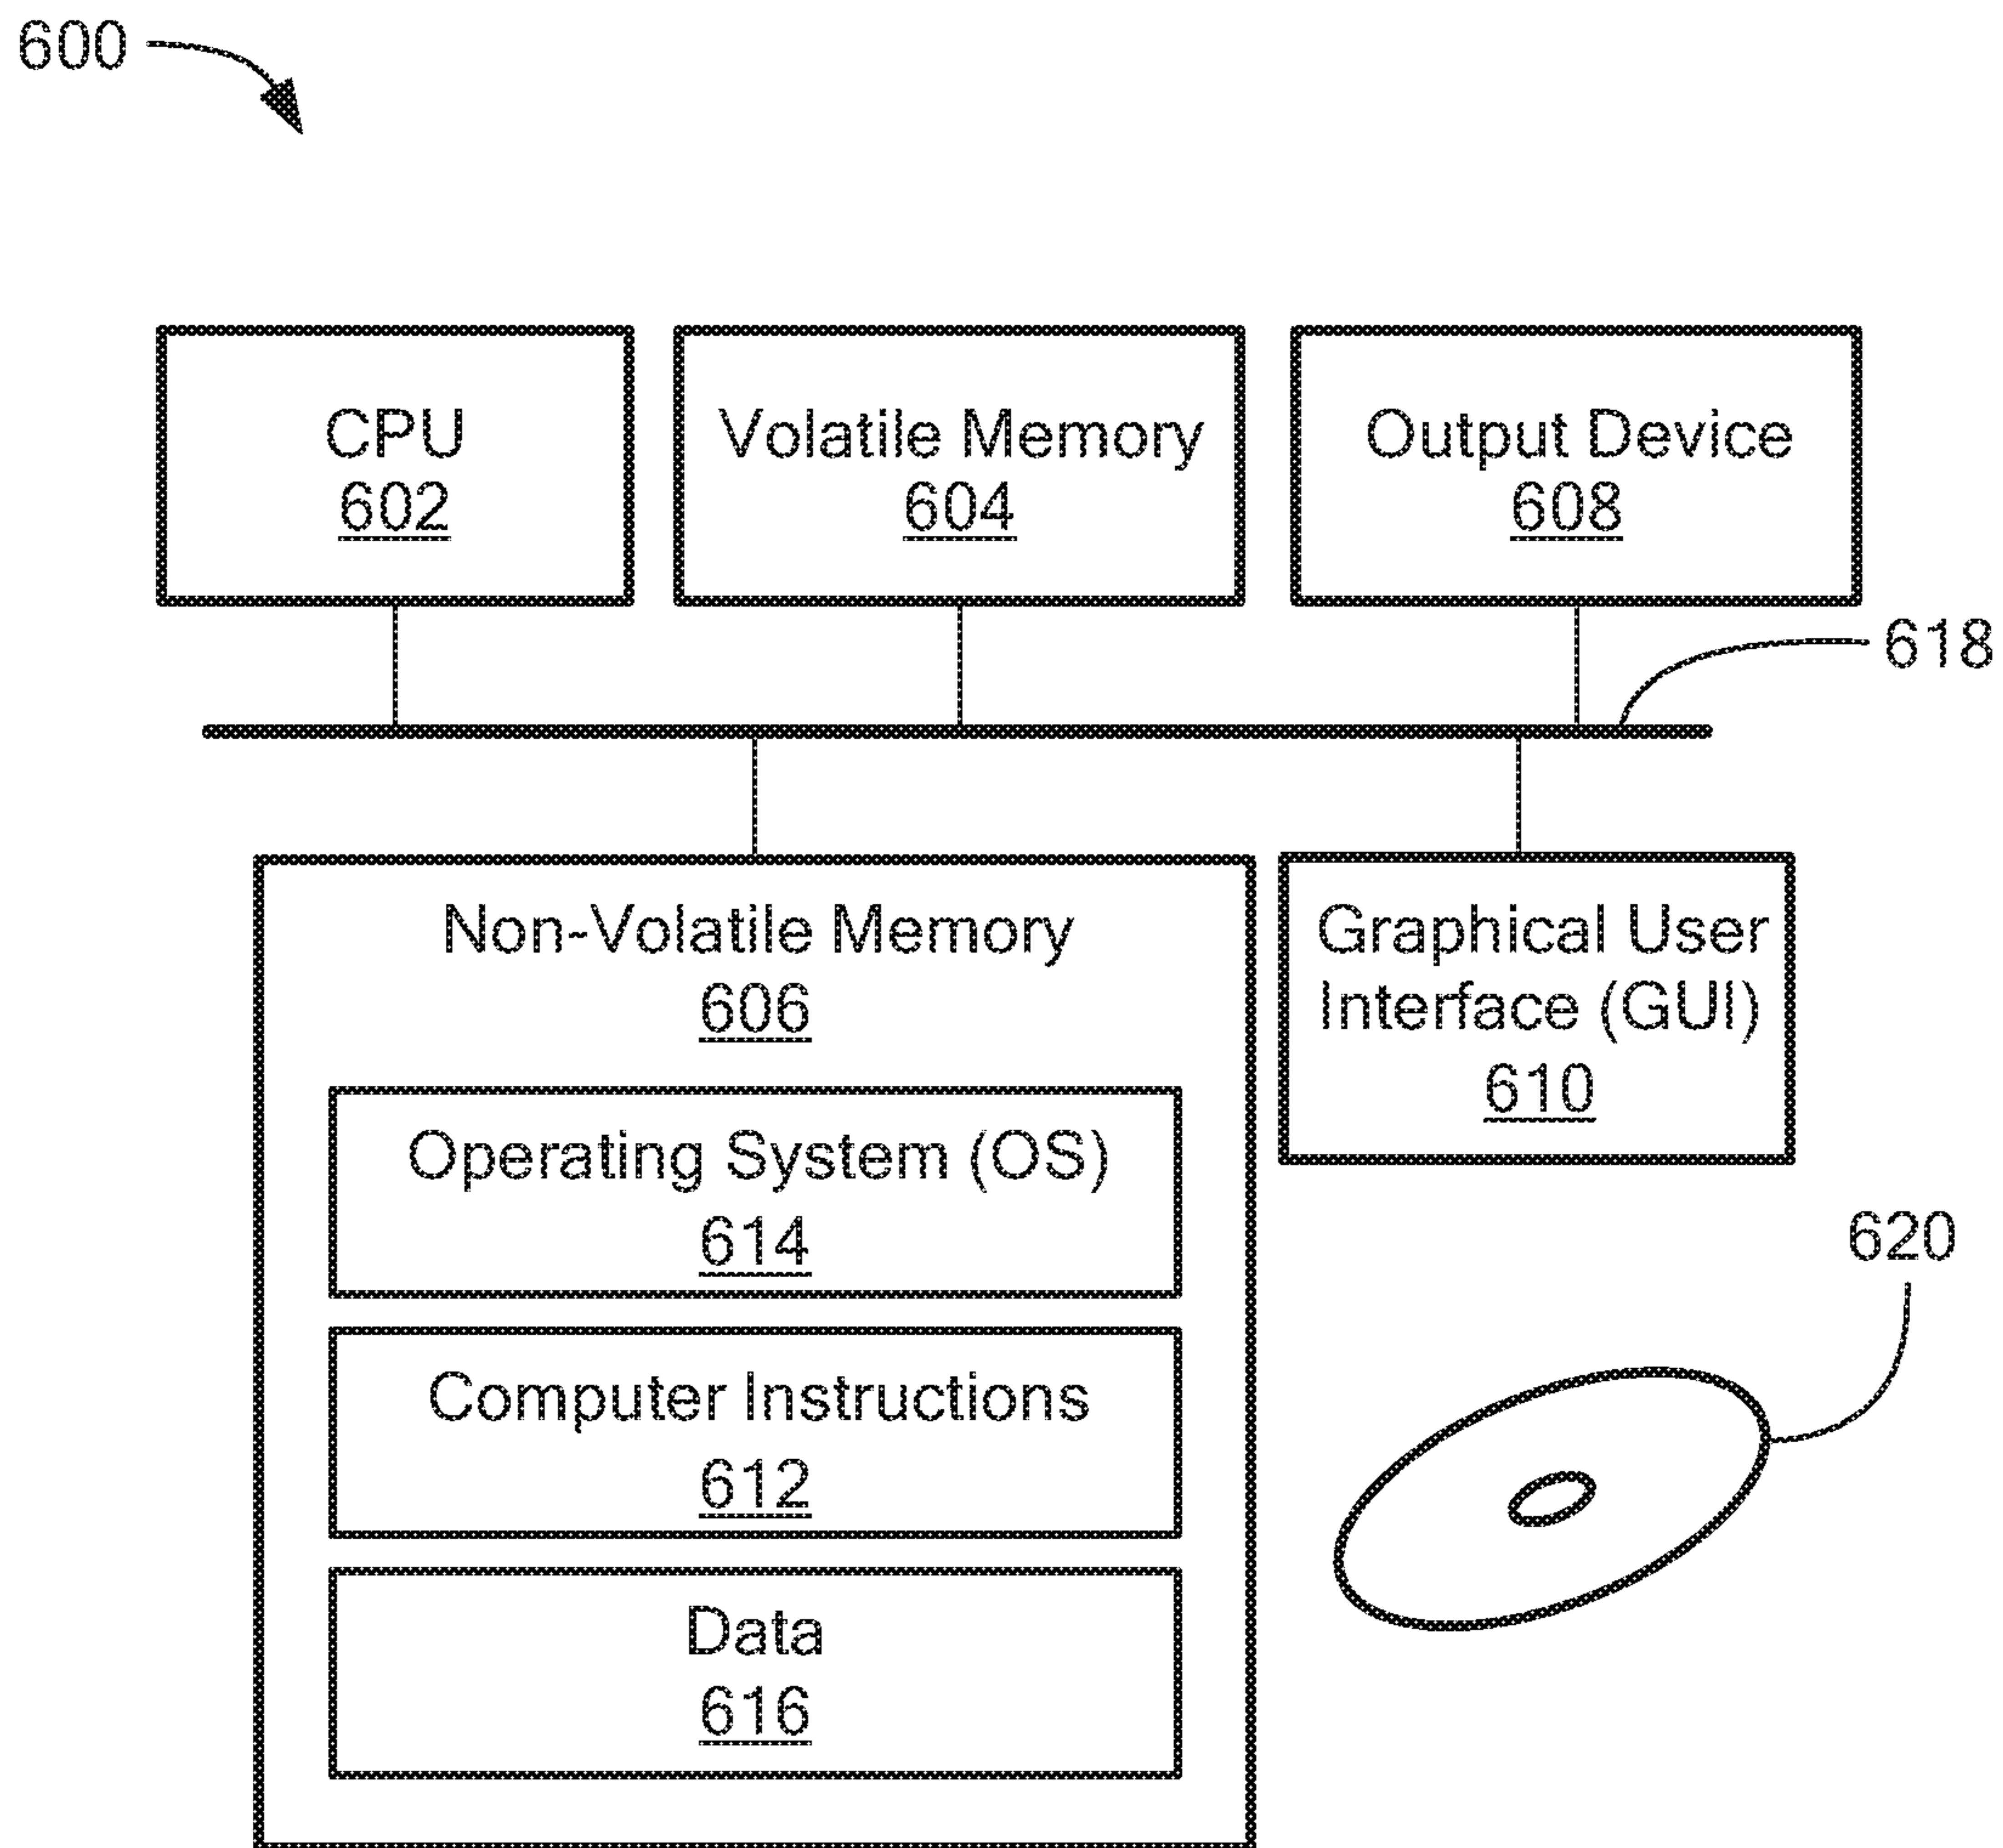 600
CPU
602
Volatile Memory
604
Output Device
608
618
Non-Volatile Memory
606
Graphical User
Interface (GUI)
610
Operating System (OS)
614
Computer Instructions
612
Data
616
620